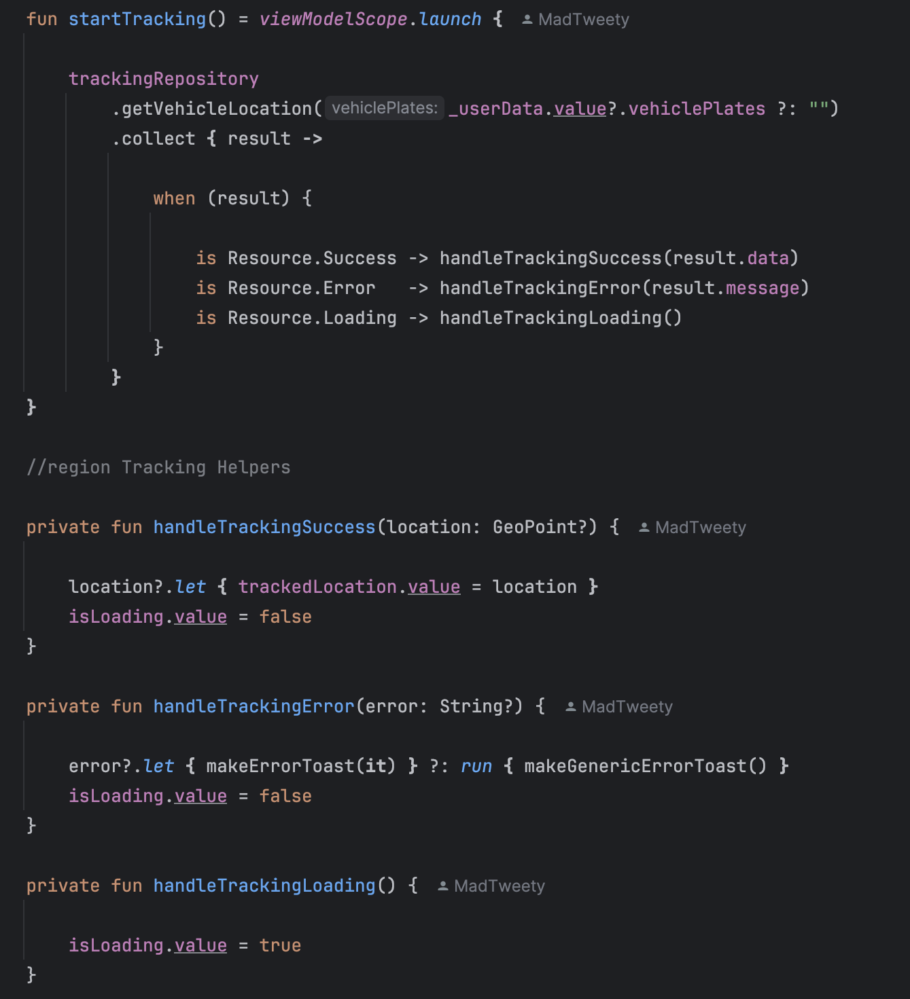 fun startTracking() = viewModelScope.launch { MadTweety
trackingRepository
.getVehicleLocation( vehiclePlates: _userData.value?.vehiclePlates ?: "")
.collect { result ->
when (result) {
is Resource.Success -> handleTrackingSuccess(result.data)
is Resource.Error   -> handleTrackingError(result.message)
is Resource.Loading -> handleTrackingLoading()
}
}
}
//region Tracking Helpers
private fun handleTrackingSuccess(location: GeoPoint?) { MadTweety
location?.let { trackedLocation.value = location }
isLoading.value = false
}
private fun handleTrackingError(error: String?) { MadTweety
error?.let { makeErrorToast(it) } ?: run { makeGenericErrorToast() }
isLoading.value = false
}
private fun handleTrackingLoading() { MadTweety
isLoading.value = true
}